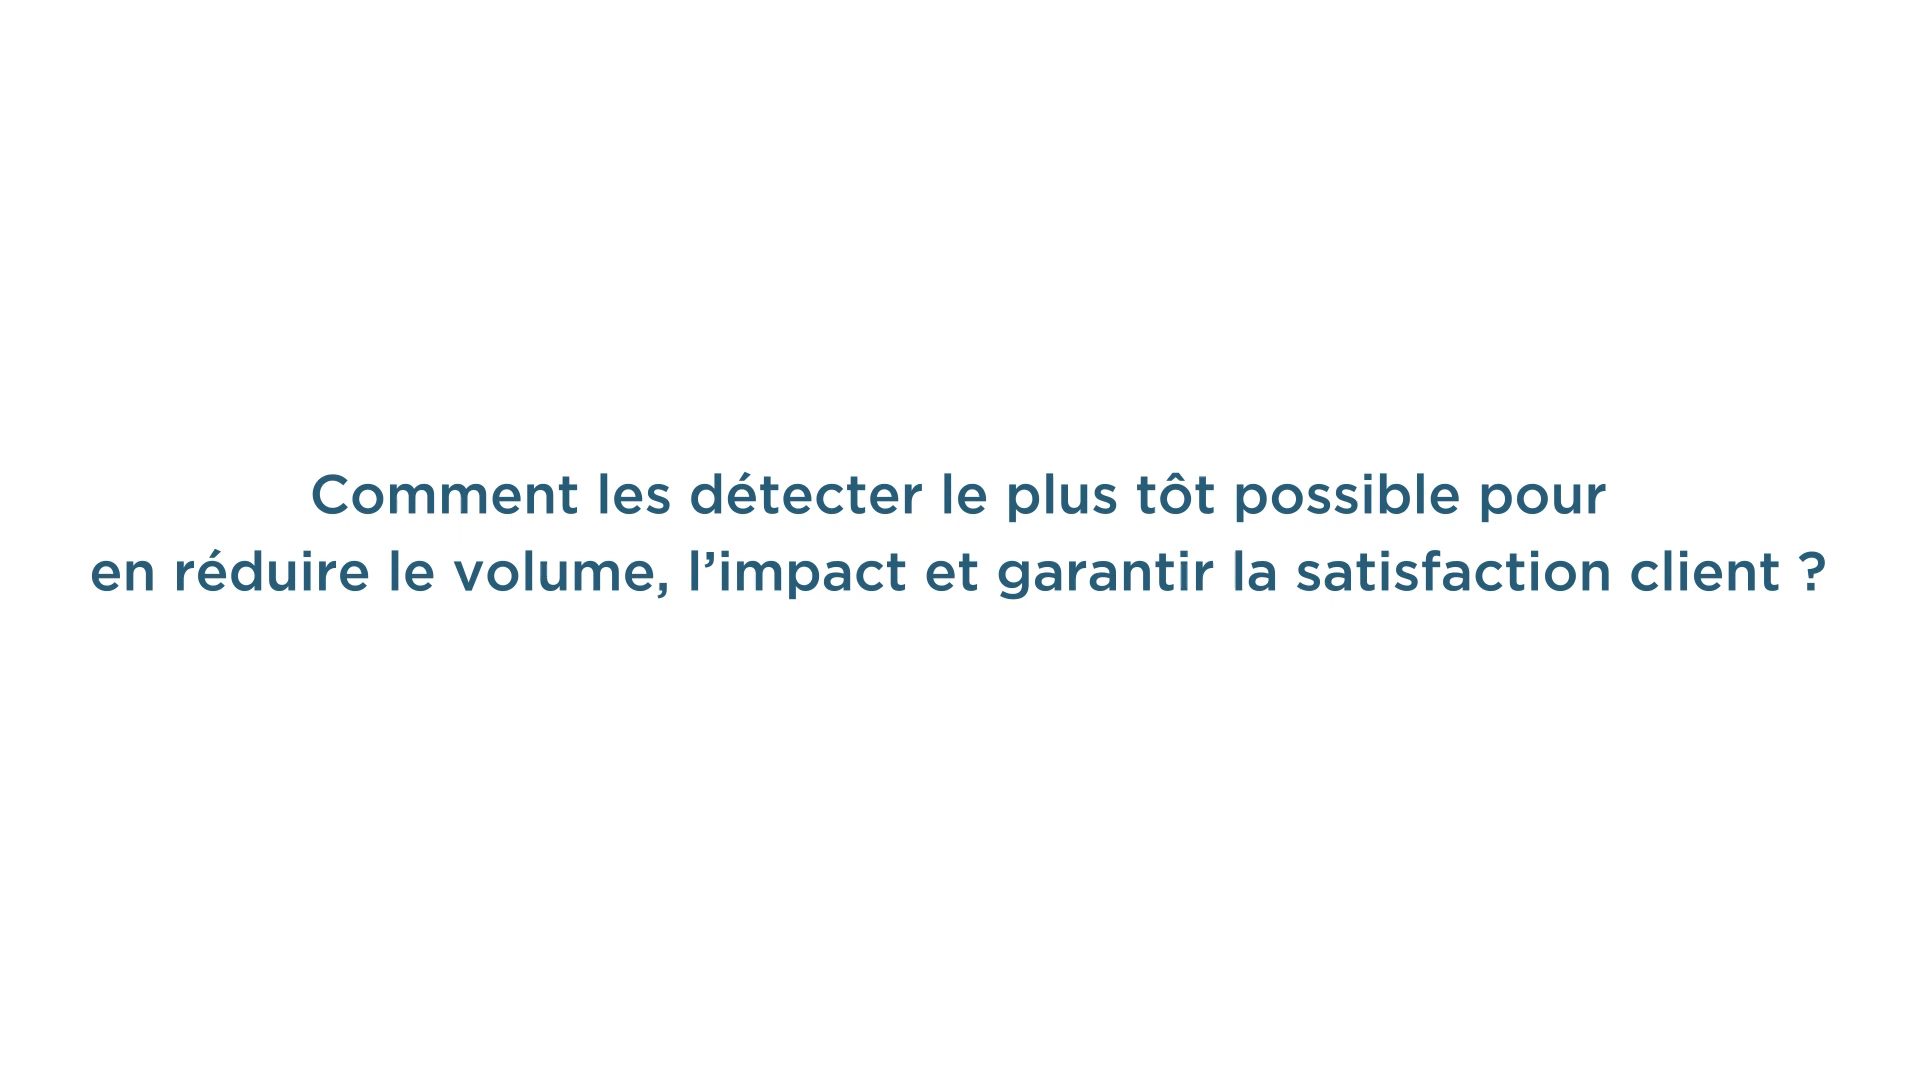 Comment les détecter le plus tôt possible pour
en réduire le volume, l’impact et garantir la satisfaction client ?